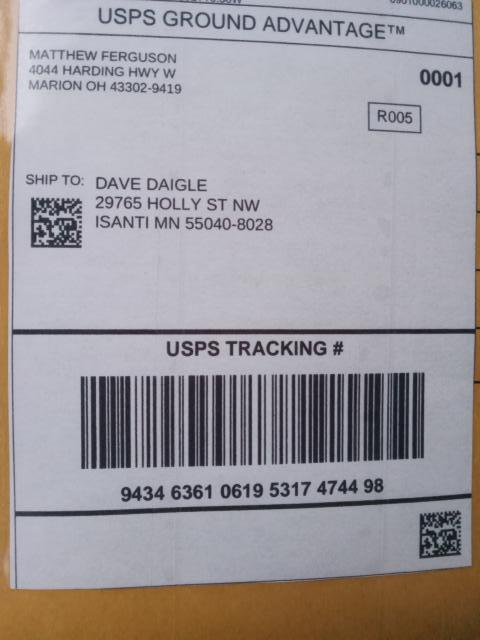 0901000026063
USPS GROUND ADVANTAGE™
MATTHEW FERGUSON
4044 HARDING HWY W
MARION OH 43302-9419
0001
R005
SHIP TO:
DAVE DAIGLE
29765 HOLLY ST NW
ISANTI MN 55040-8028
USPS TRACKING #
9434 6361 0619 5317 4744 98